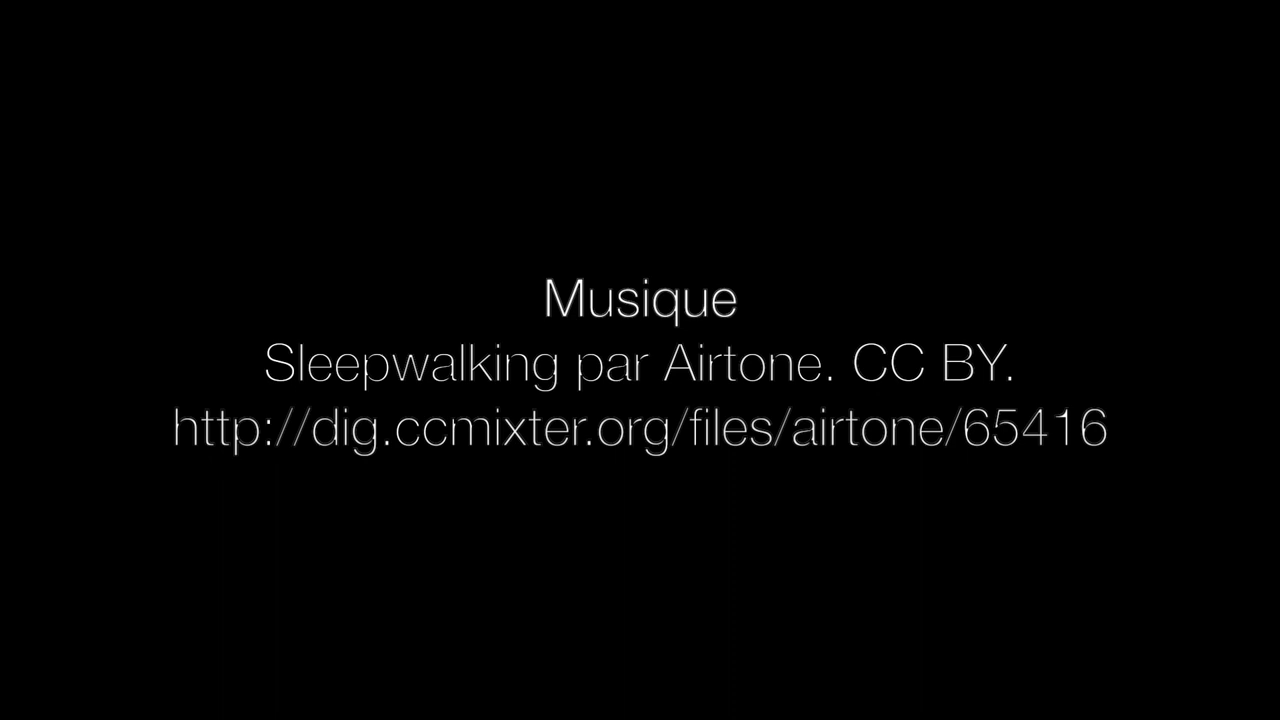 Musique
Sleepwalking par Airtone. CC BY.
http://dig.ccmixter.org/files/airtone/65416